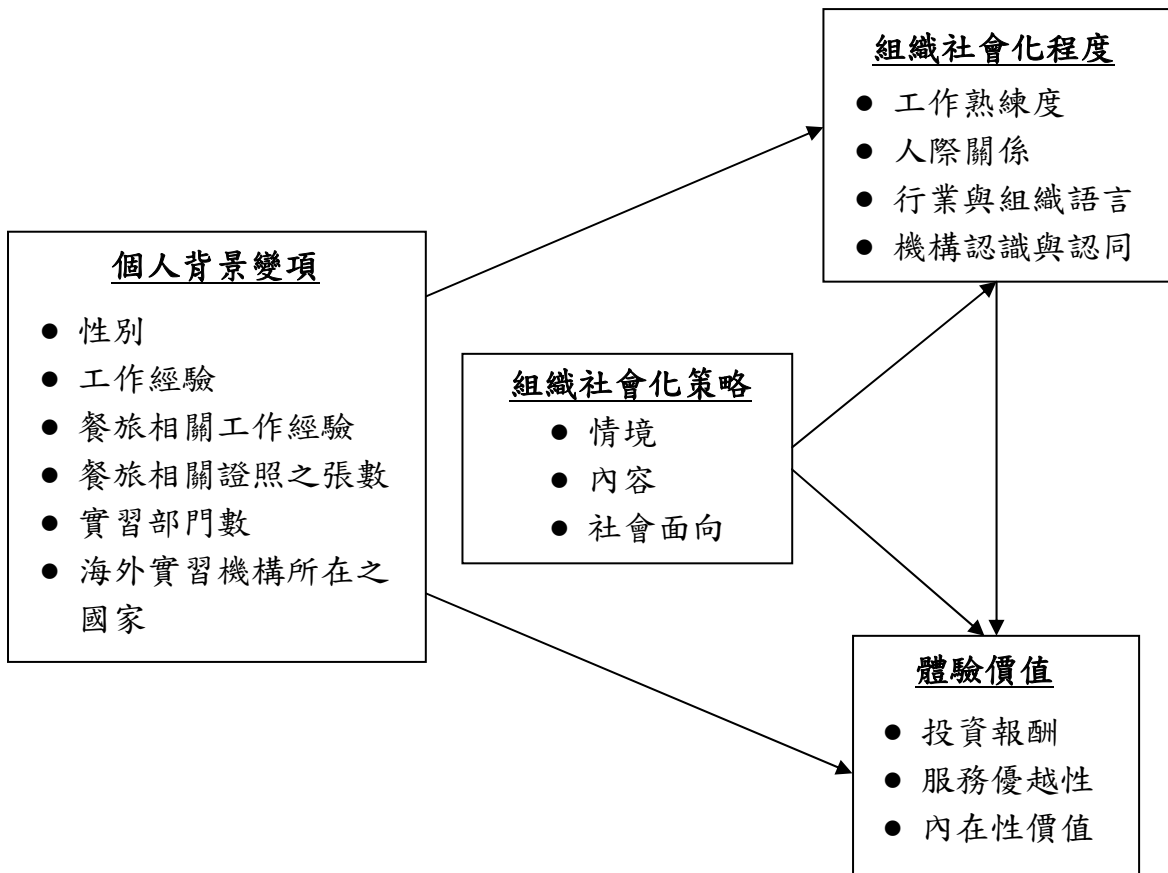 組織社會化程度
● 工作熟練度
● 人際關係
● 行業與組織語言
● 機構認識與認同
個人背景變項
● 性別
● 工作經驗
● 餐旅相關工作經驗
● 餐旅相關證照之張數
● 實習部門數
● 海外實習機構所在之
國家
組織社會化策略
● 情境
● 內容
● 社會面向
體驗價值
● 投資報酬
● 服務優越性
● 內在性價值